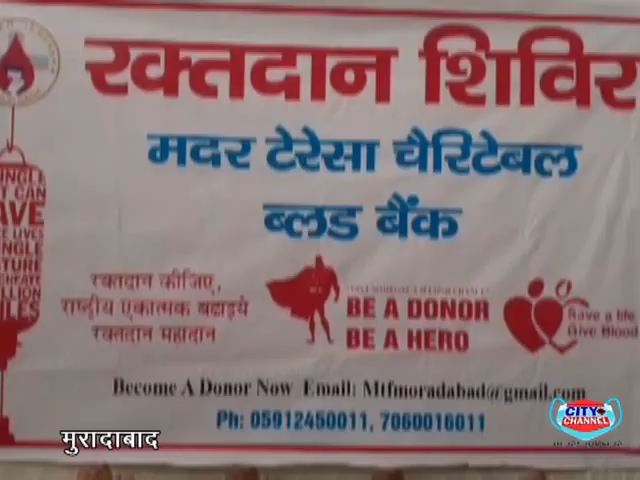 रक्तदान शिविर
मदर टेरेसा चैरिटेबल
ब्लड बैंक
रक्तदान कीजिए,
राष्ट्रीय एकात्मक बढाइये
रक्तदान महादान
BE A DONOR
BE A HERO
Save a life
Give Blood
Become A Donor Now Email: Mtfmoradabad@gmail.com
Ph: 05912450011, 7060016011
मुरादाबाद
CITY
CHANNEL